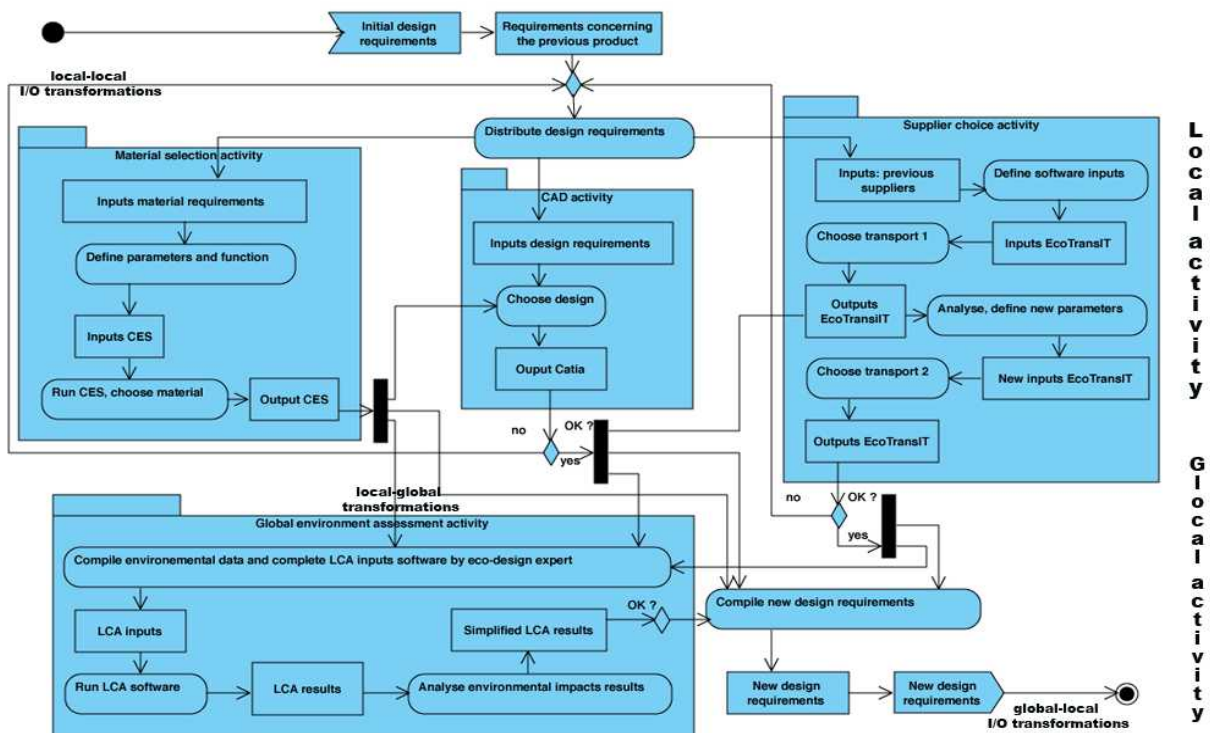 Initial design
requirements
Requirements concerning
the previous product
local-local
I/O transformations
Distribute design requirements
Material selection activity
Inputs material requirements
Define parameters and function
Inputs CES
Run CES, choose material
Output CES
CAD activity
Inputs design requirements
Choose design
Ouput Catia
no
OK ?
yes
Supplier choice activity
Inputs: previous
suppliers
Define software inputs
Choose transport 1
Inputs EcoTransIT
Outputs
EcoTransIT
Analyse, define new parameters
Choose transport 2
New inputs EcoTransIT
Outputs EcoTransIT
no
OK ?
yes
Local activity
Glocal activity
local-global
transformations
Global environment assessment activity
Compile environemental data and complete LCA inputs software by eco-design expert
LCA inputs
Simplified LCA results
OK ?
Compile new design requirements
Run LCA software
LCA results
Analyse environmental impacts results
New design
requirements
New design
requirements
global-local
I/O transformations